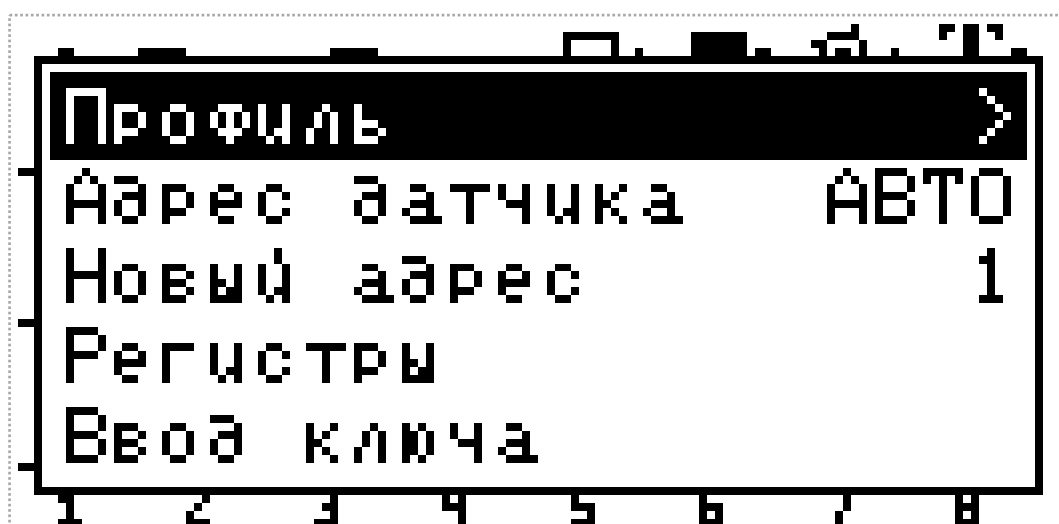 Профиль >
Адрес датчика АВТО
Новый адрес 1
Регистры
Ввод ключа
1 2 3 4 5 6 7 8